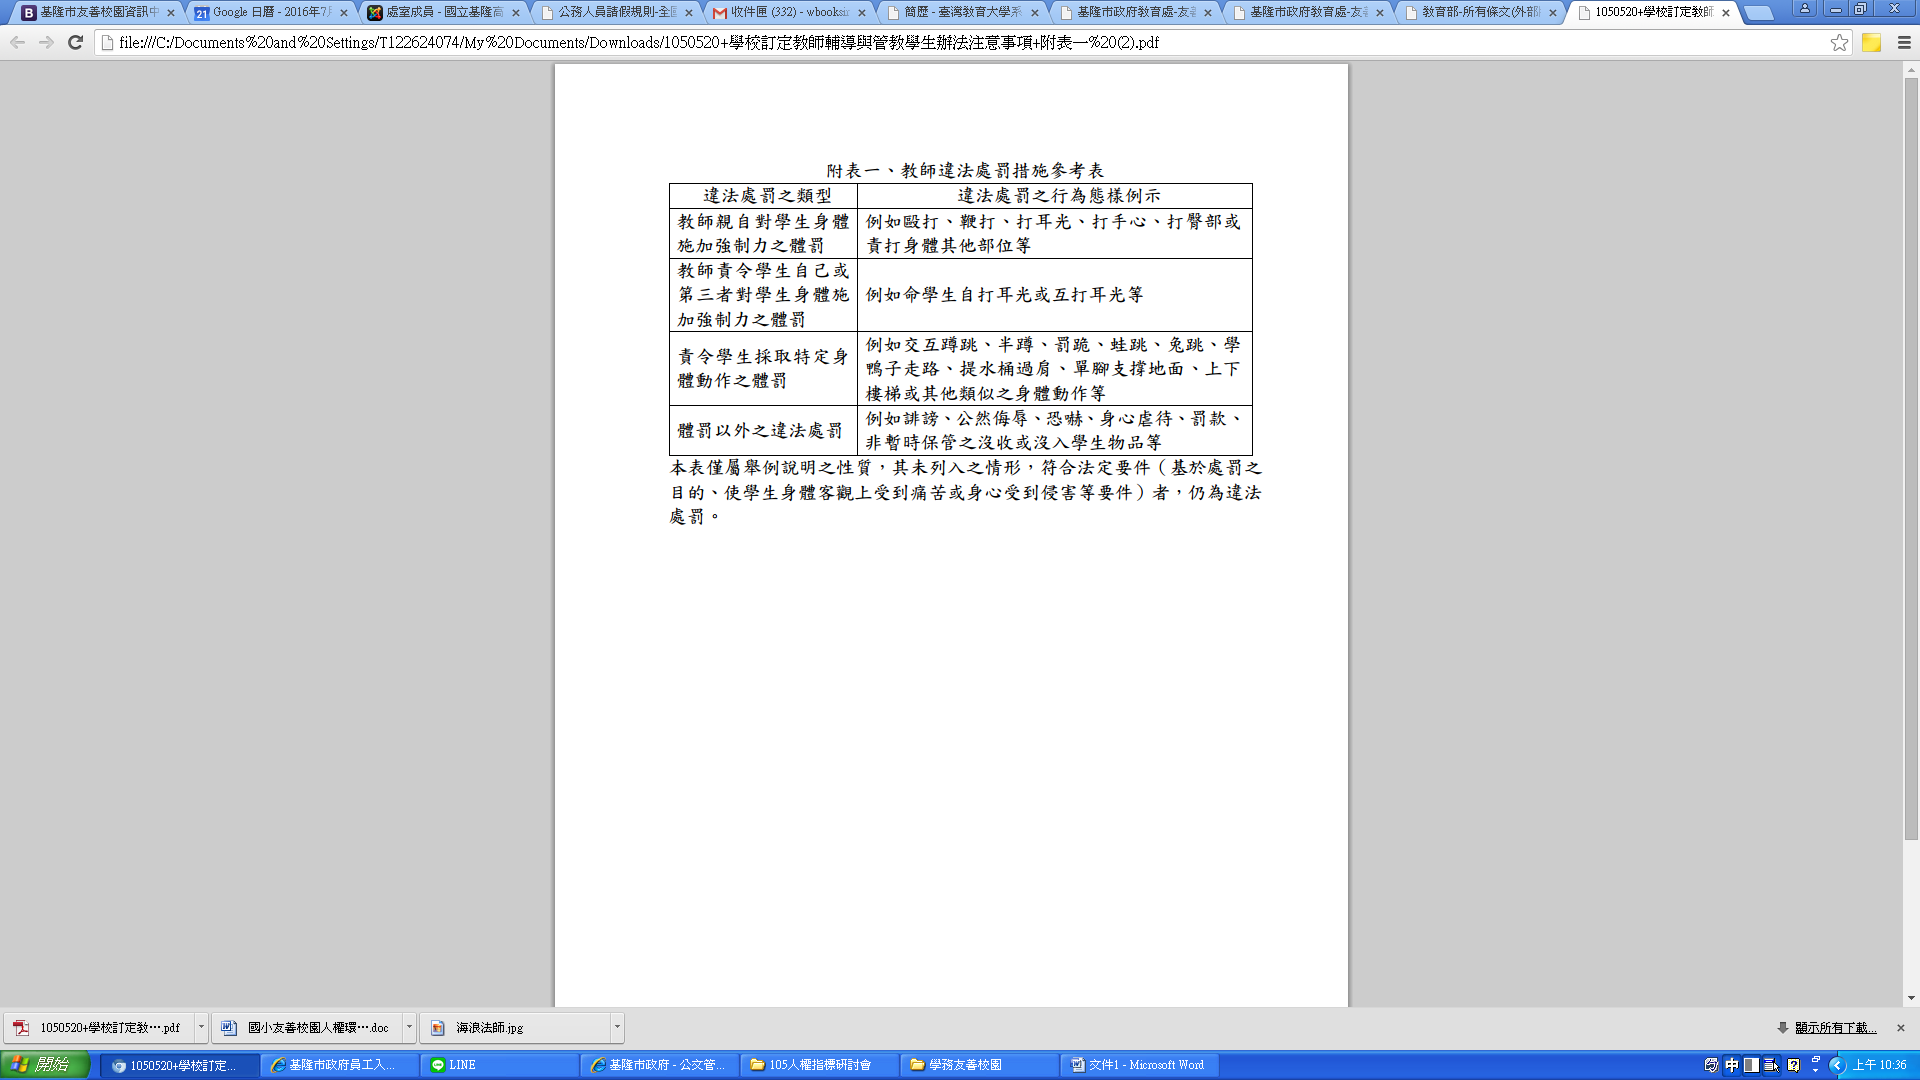 基隆市友善校園資訊中
Google 日曆 - 2016年7月
處室成員 - 國立基隆高
公務人員請假規則-全國
收件匣 (332) - wbooksin
簡歷 - 臺灣教育大學系
基隆市政府教育處-友善
基隆市政府教育處-友善
教育部-所有條文(外部
1050520+學校訂定教師
file:///C:/Documents%20and%20Settings/T122624074/My%20Documents/Downloads/1050520+學校訂定教師輔導與管教學生辦法注意事項+附表一%20(2).pdf
附表一、教師違法處罰措施參考表
違法處罰之類型
違法處罰之行為態樣例示
教師親自對學生身體
施加強制力之體罰
例如毆打、鞭打、打耳光、打手心、打臀部或
責打身體其他部位等
教師責令學生自己或
第三者對學生身體施
加強制力之體罰
例如命學生自打耳光或互打耳光等
責令學生採取特定身
體動作之體罰
例如交互蹲跳、半蹲、罰跪、蛙跳、兔跳、學
鴨子走路、提水桶過肩、單腳支撐地面、上下
樓梯或其他類似之身體動作等
體罰以外之違法處罰
例如誹謗、公然侮辱、恐嚇、身心虐待、罰款、
非暫時保管之沒收或沒入學生物品等
本表僅屬舉例說明之性質，其未列入之情形，符合法定要件（基於處罰之
目的、使學生身體客觀上受到痛苦或身心受到侵害等要件）者，仍為違法
處罰。
1050520+學校訂定教….pdf
國小友善校園人權環….doc
海浪法師.jpg
顯示所有下載...
開始
1050520+學校訂定...
基隆市政府員工入...
LINE
基隆市政府 - 公文管...
105人權指標研討會
學務友善校園
文件1 - Microsoft Word
中
上午 10:36